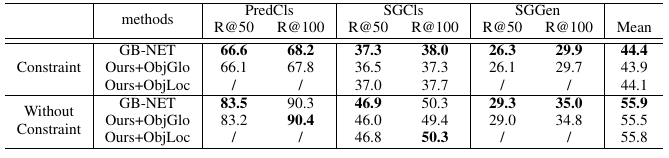 methods PredCls SGCls SGGen
R@50 R@100 R@50 R@100 R@50 R@100 Mean
Constraint GB-NET 66.6 68.2 37.3 38.0 26.3 29.9 44.4
Ours+ObjGlo 66.1 67.8 36.5 37.3 26.1 29.7 43.9
Ours+ObjLoc / / 37.0 37.7 / / 44.1
Without Constraint GB-NET 83.5 90.3 46.9 50.3 29.3 35.0 55.9
Ours+ObjGlo 83.2 90.4 46.0 49.4 29.0 34.8 55.5
Ours+ObjLoc / / 46.8 50.3 / / 55.8